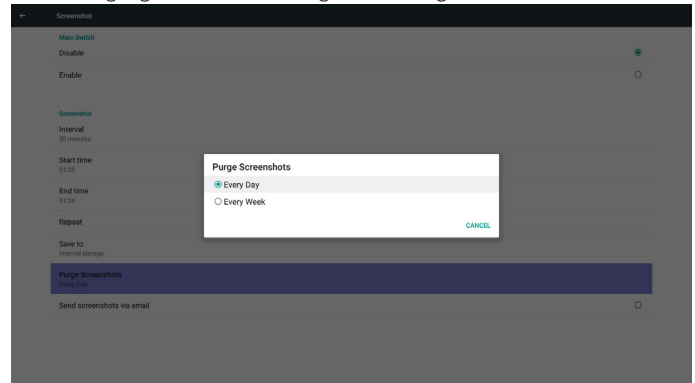 Screenshot
Main Switch
Disable
Enable
Screenshot
Interval
30 minutes
Start time
01:23
End time
01:24
Repeat
Save to
Internal storage
Purge Screenshots
Every Day
Send screenshots via email
Purge Screenshots
Every Day
Every Week
CANCEL